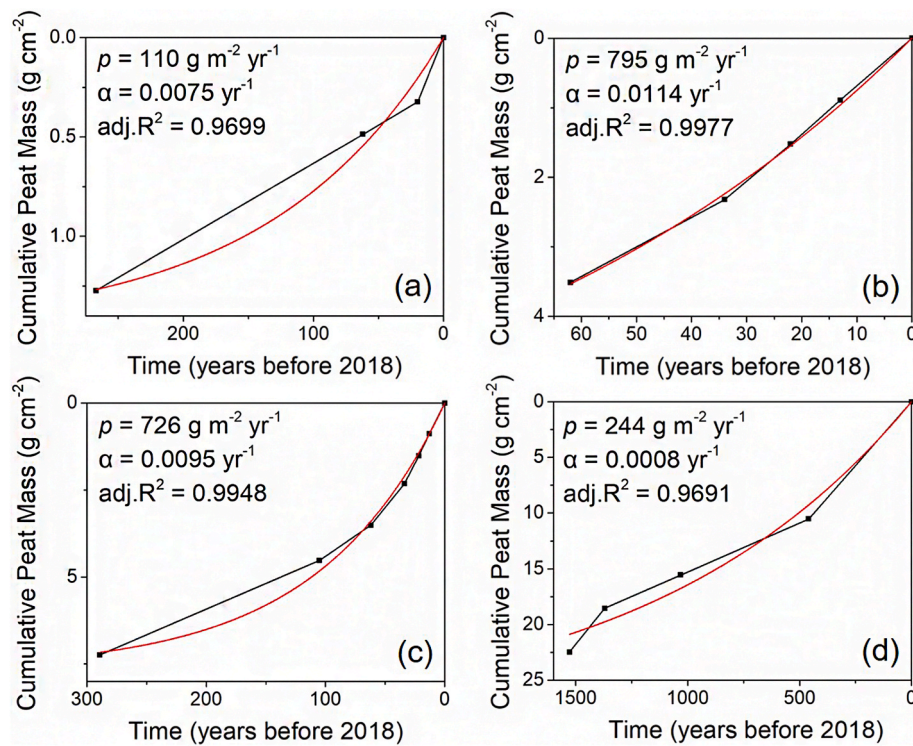 Cumulative Peat Mass (g cm⁻²)
0.0
0.5
1.0
p = 110 g m⁻² yr⁻¹
α = 0.0075 yr⁻¹
adj.R² = 0.9699
(a)
200
100
0
Time (years before 2018)
Cumulative Peat Mass (g cm⁻²)
0
2
4
p = 795 g m⁻² yr⁻¹
α = 0.0114 yr⁻¹
adj.R² = 0.9977
(b)
60
50
40
30
20
10
0
Time (years before 2018)
Cumulative Peat Mass (g cm⁻²)
0
5
p = 726 g m⁻² yr⁻¹
α = 0.0095 yr⁻¹
adj.R² = 0.9948
(c)
300
200
100
0
Time (years before 2018)
Cumulative Peat Mass (g cm⁻²)
0
5
10
15
20
25
p = 244 g m⁻² yr⁻¹
α = 0.0008 yr⁻¹
adj.R² = 0.9691
(d)
1500
1000
500
0
Time (years before 2018)